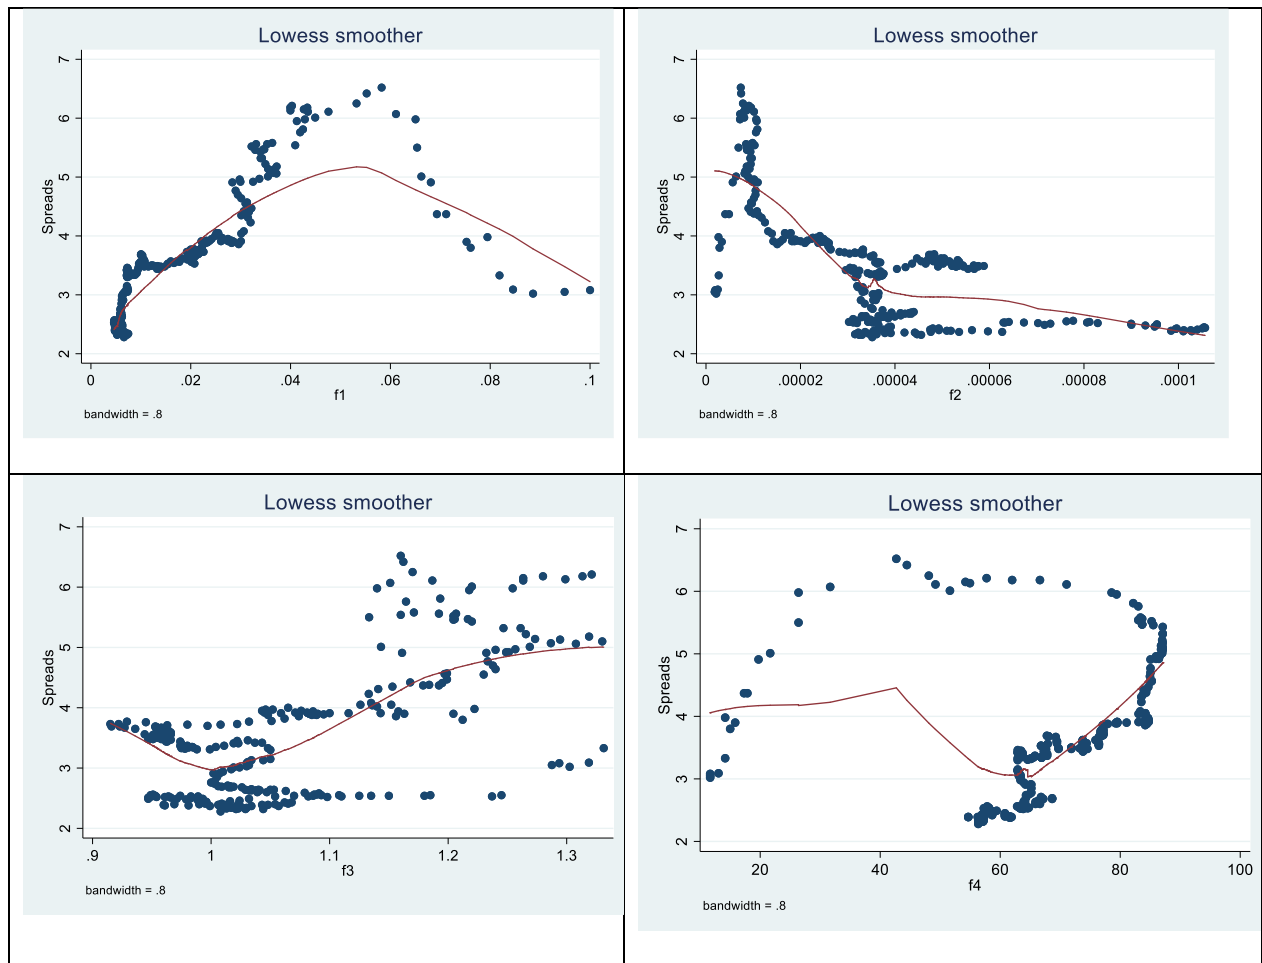 Lowess smoother
7
6
5
4
3
2
Spreads
0 .02 .04 .06 .08 .1
f1
bandwidth = .8
Lowess smoother
7
6
5
4
3
2
Spreads
0 .00002 .00004 .00006 .00008 .0001
f2
bandwidth = .8
Lowess smoother
7
6
5
4
3
2
Spreads
.9 1 1.1 1.2 1.3
f3
bandwidth = .8
Lowess smoother
7
6
5
4
3
2
Spreads
20 40 60 80 100
f4
bandwidth = .8